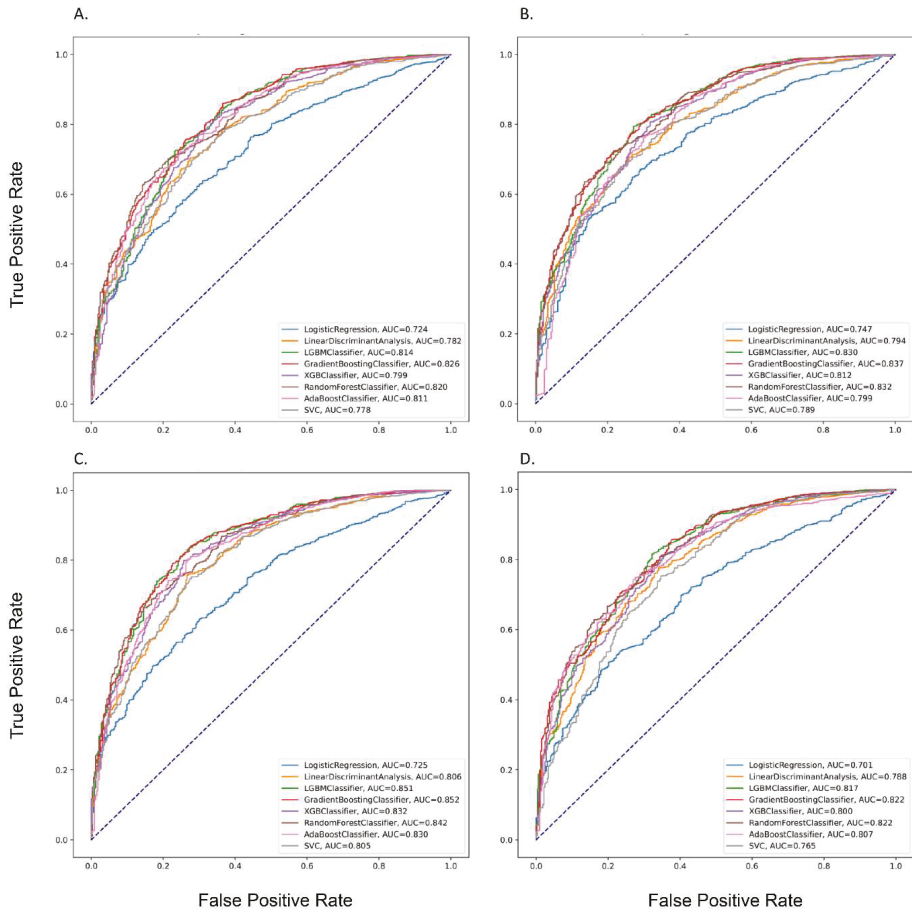 A.
1.0
0.8
0.6
0.4
0.2
0.0
True Positive Rate
LogisticRegression, AUC=0.724
LinearDiscriminantAnalysis, AUC=0.782
LGBMClassifier, AUC=0.814
GradientBoostingClassifier, AUC=0.826
XGBClassifier, AUC=0.799
RandomForestClassifier, AUC=0.820
AdaBoostClassifier, AUC=0.811
SVC, AUC=0.778
0.0 0.2 0.4 0.6 0.8 1.0
B.
1.0
0.8
0.6
0.4
0.2
0.0
LogisticRegression, AUC=0.747
LinearDiscriminantAnalysis, AUC=0.794
LGBMClassifier, AUC=0.830
GradientBoostingClassifier, AUC=0.837
XGBClassifier, AUC=0.812
RandomForestClassifier, AUC=0.832
AdaBoostClassifier, AUC=0.799
SVC, AUC=0.789
0.0 0.2 0.4 0.6 0.8 1.0
C.
1.0
0.8
0.6
0.4
0.2
0.0
True Positive Rate
LogisticRegression, AUC=0.725
LinearDiscriminantAnalysis, AUC=0.806
LGBMClassifier, AUC=0.851
GradientBoostingClassifier, AUC=0.852
XGBClassifier, AUC=0.832
RandomForestClassifier, AUC=0.842
AdaBoostClassifier, AUC=0.830
SVC, AUC=0.805
0.0 0.2 0.4 0.6 0.8 1.0
False Positive Rate
D.
1.0
0.8
0.6
0.4
0.2
0.0
LogisticRegression, AUC=0.701
LinearDiscriminantAnalysis, AUC=0.788
LGBMClassifier, AUC=0.817
GradientBoostingClassifier, AUC=0.822
XGBClassifier, AUC=0.800
RandomForestClassifier, AUC=0.822
AdaBoostClassifier, AUC=0.807
SVC, AUC=0.765
0.0 0.2 0.4 0.6 0.8 1.0
False Positive Rate